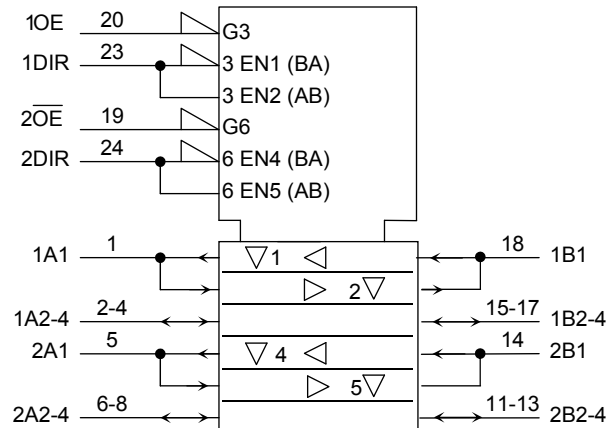 1OE 20 G3
1DIR 23 3 EN1 (BA)
3 EN2 (AB)
2O̅E̅ 19 G6
2DIR 24 6 EN4 (BA)
6 EN5 (AB)
1A1 1 ▽1 ◁ 18 1B1
▷ 2▽
1A2-4 2-4 15-17 1B2-4
2A1 5 ▽4 ◁ 14 2B1
▷ 5▽
2A2-4 6-8 11-13 2B2-4